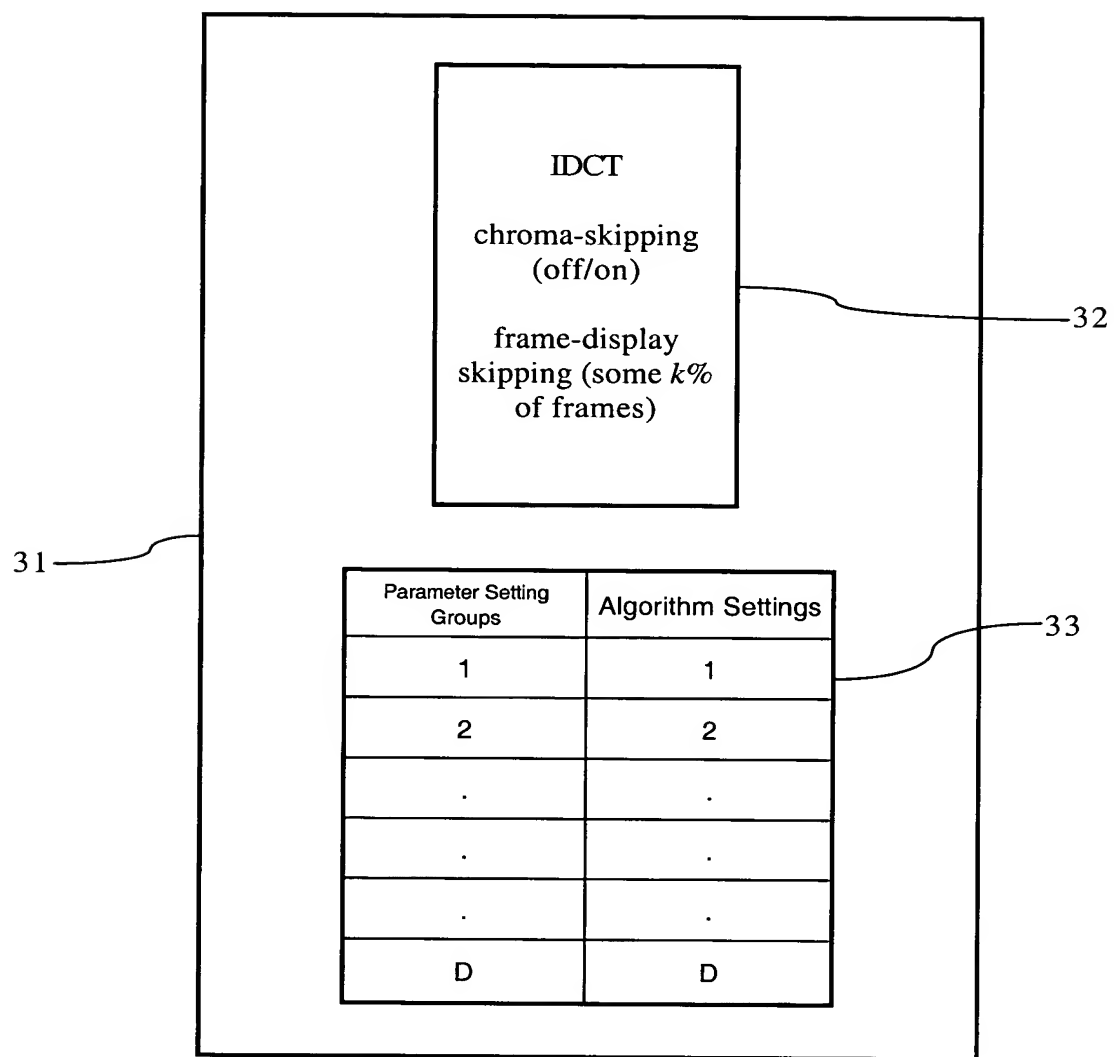 IDCT
chroma-skipping
(off/on)
frame-display
skipping (some k%
of frames)
32
31
Parameter Setting
Groups
Algorithm Settings
33
1 1
2 2
. .
. .
. .
D D